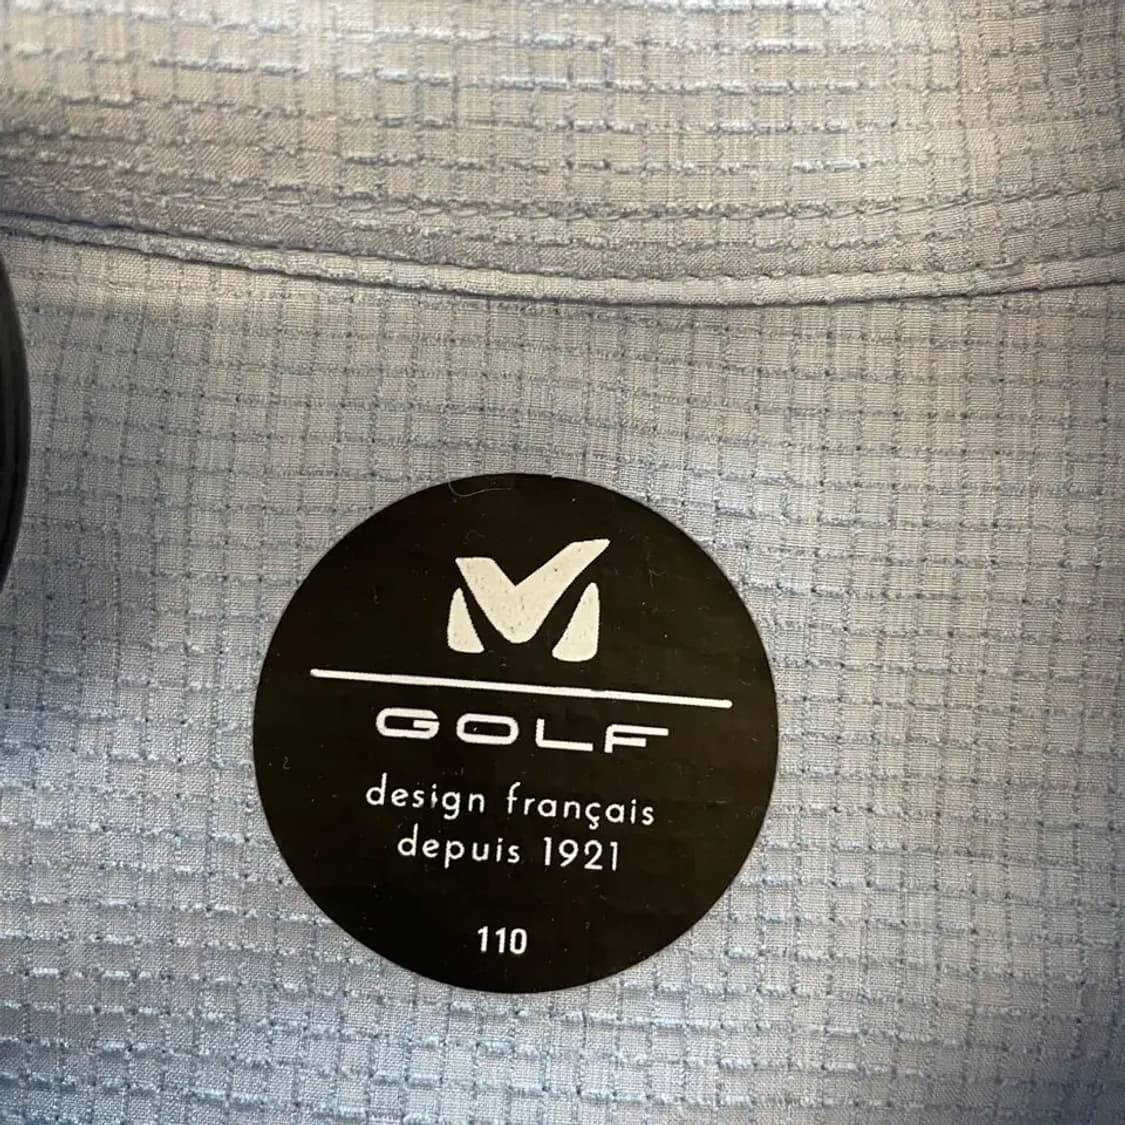 M
GOLF
design français
depuis 1921
110